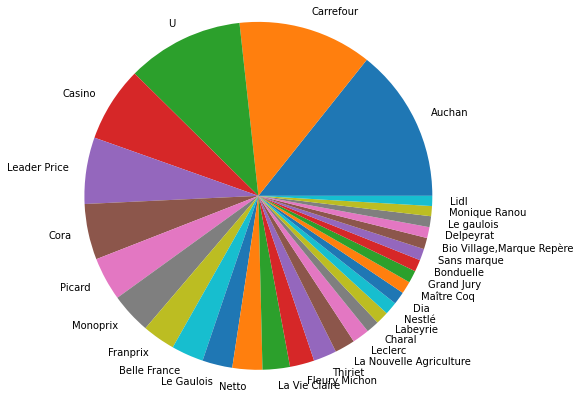 Carrefour
U
Casino
Auchan
Leader Price
Cora
Picard
Monoprix
Franprix
Belle France
Le Gaulois
Netto
La Vie Claire
Fleury Michon
Thiriet
La Nouvelle Agriculture
Leclerc
Charal
Labeyrie
Nestlé
Dia
Maître Coq
Grand Jury
Bonduelle
Sans marque
Bio Village,Marque Repère
Delpeyrat
Le gaulois
Monique Ranou
Lidl